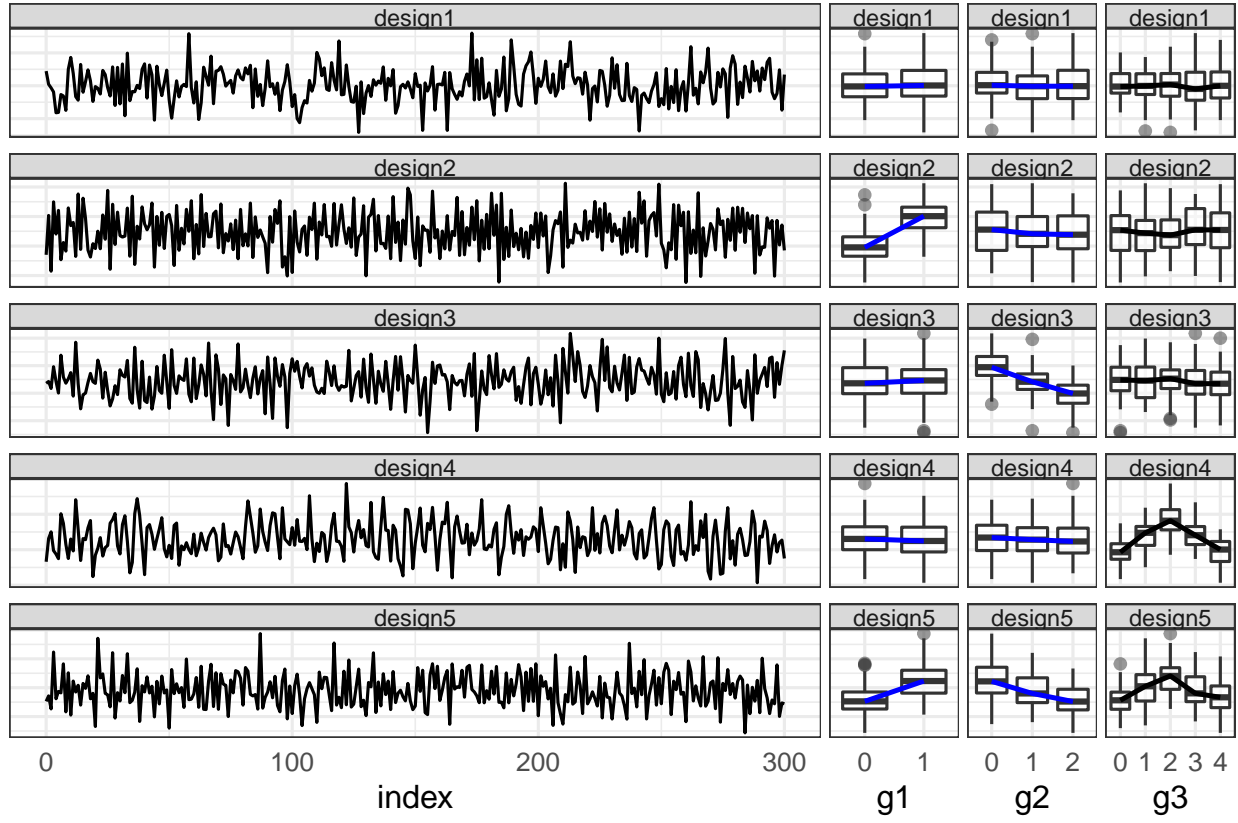 design1 design1 design1 design1
design2 design2 design2 design2
design3 design3 design3 design3
design4 design4 design4 design4
design5 design5 design5 design5
0 100 200 300 0 1 0 1 2 0 1 2 3 4
index g1 g2 g3